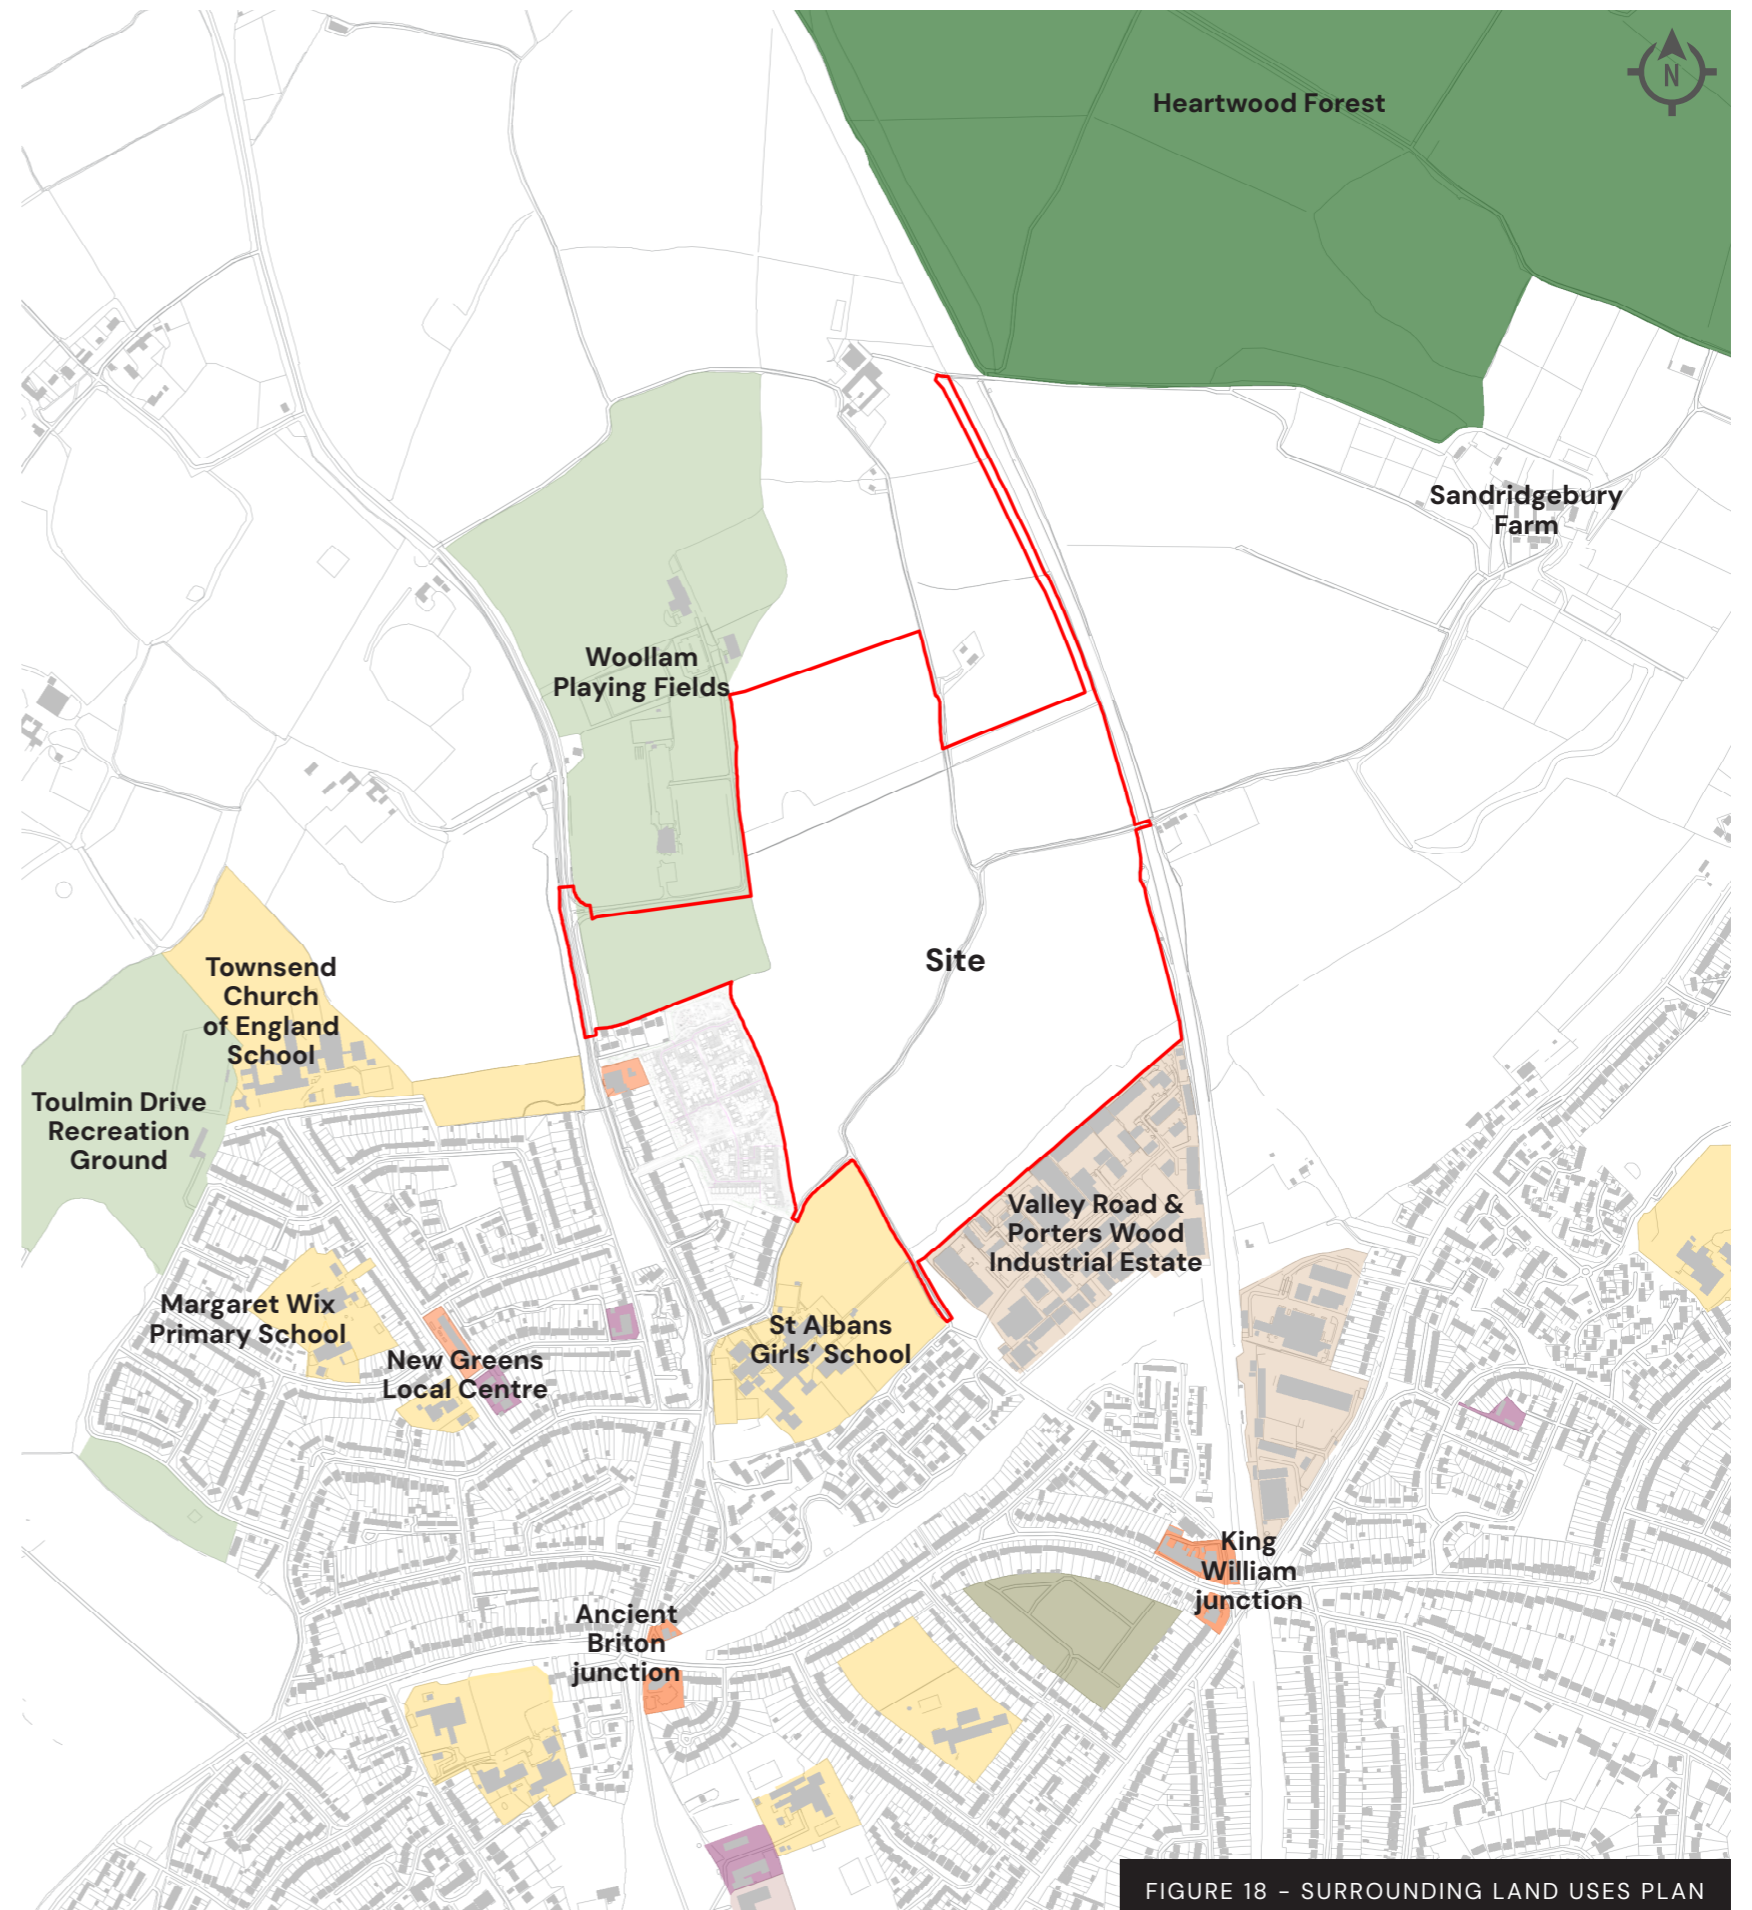 Heartwood Forest
N
Sandridgebury
Farm
Woollam
Playing Fields
Site
Townsend
Church
of England
School
Toulmin Drive
Recreation
Ground
Valley Road &
Porters Wood
Industrial Estate
Margaret Wix
Primary School
St Albans
Girls’ School
New Greens
Local Centre
King
William
junction
Ancient
Briton
junction
FIGURE 18 – SURROUNDING LAND USES PLAN